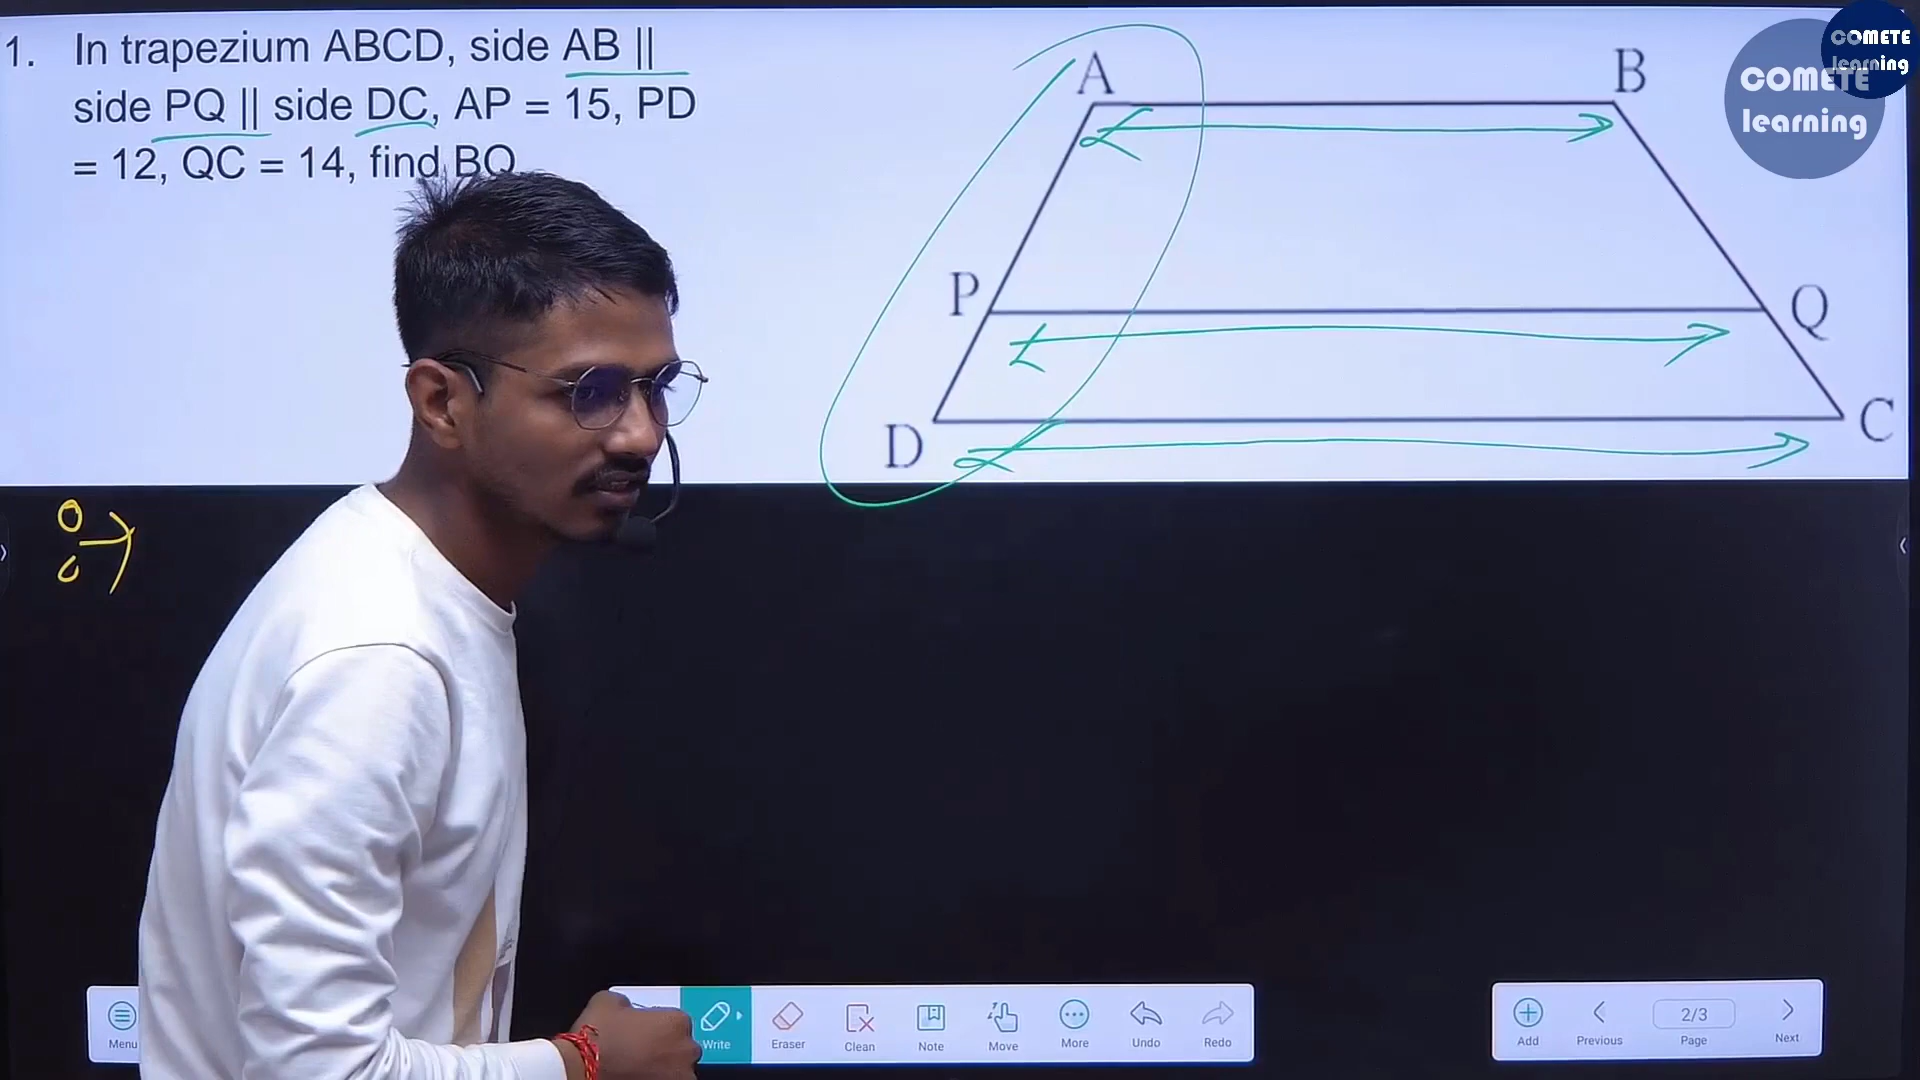 1. In trapezium ABCD, side AB ||
side PQ || side DC, AP = 15, PD
= 12, QC = 14, find BQ
A
B
P
Q
D
C
COMETE
learning
COMETE
learning
Menu
Write
Eraser
Clean
Note
Move
More
Undo
Redo
Add
Previous
2/3
Page
Next